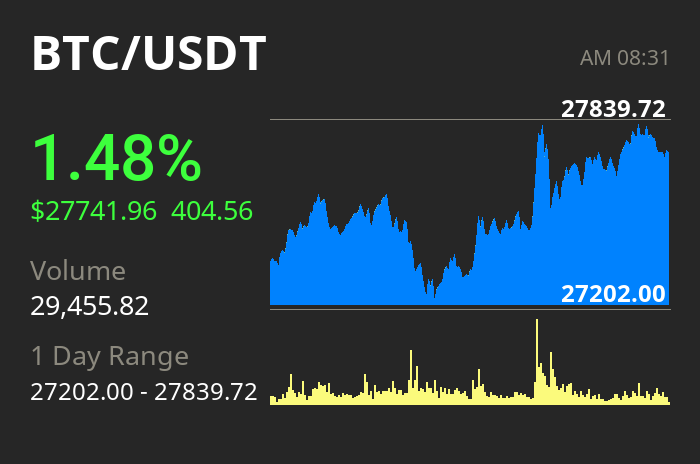 BTC/USDT
AM 08:31
27839.72
1.48%
$27741.96 404.56
Volume
29,455.82
27202.00
1 Day Range
27202.00 - 27839.72